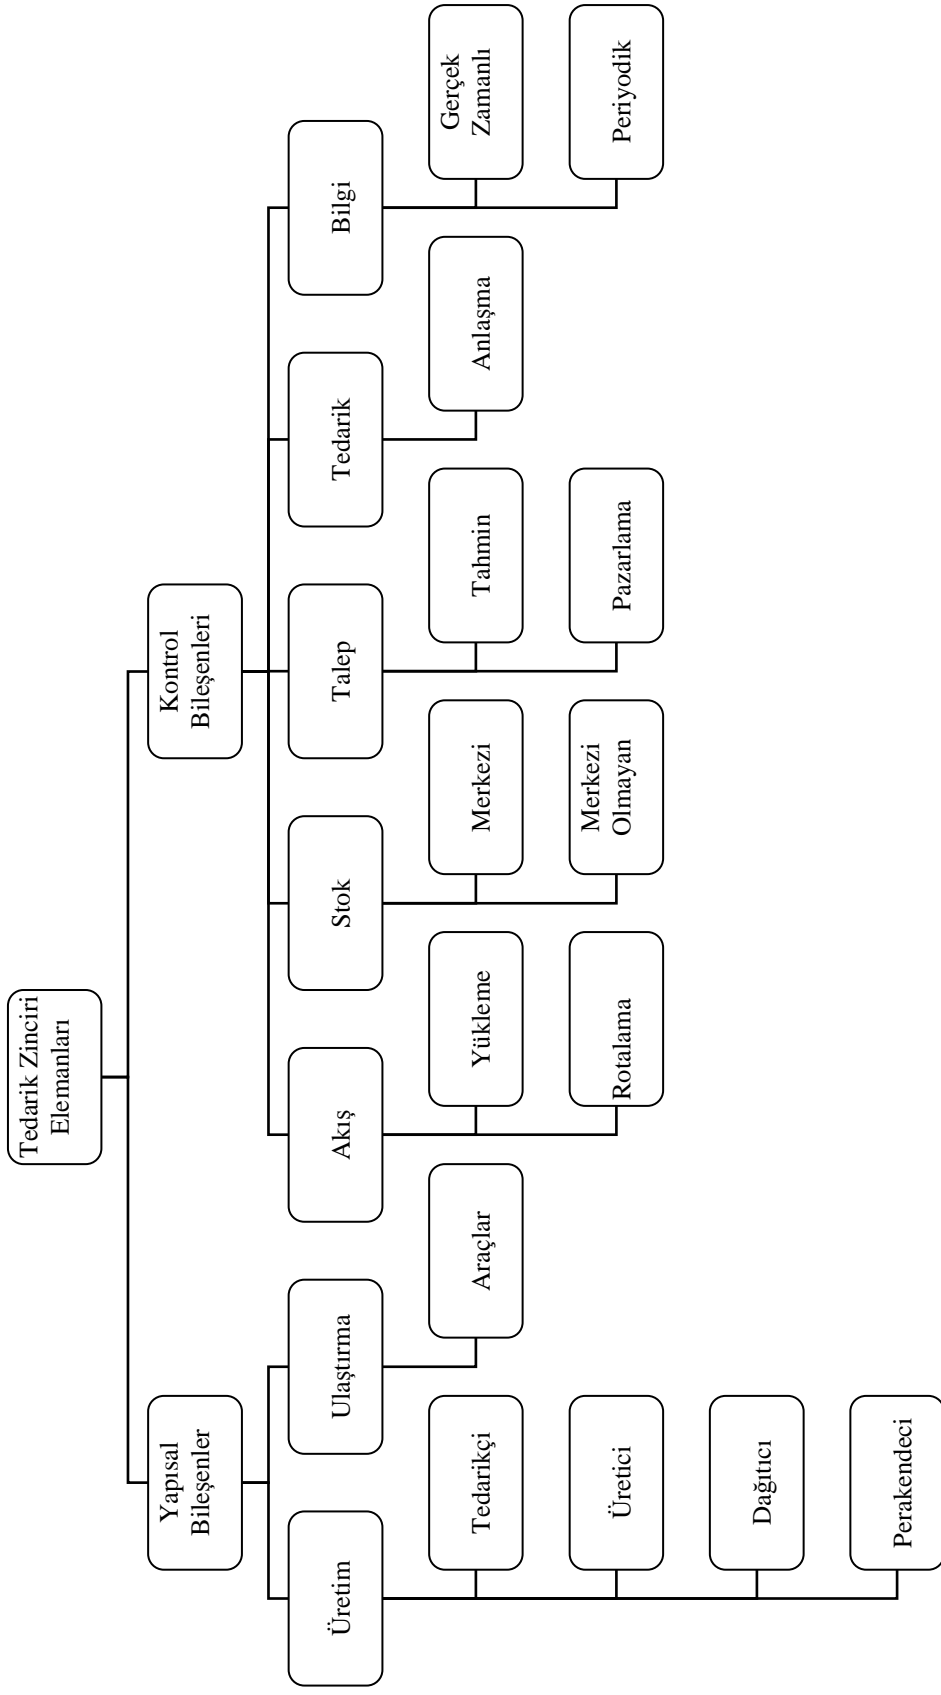 Tedarik Zinciri
Elemanları
Yapısal
Bileşenler
Kontrol
Bileşenleri
Üretim
Ulaştırma
Akış
Stok
Talep
Tedarik
Bilgi
Tedarikçi
Araçlar
Yükleme
Merkezi
Tahmin
Anlaşma
Gerçek
Zamanlı
Üretici
Rotalama
Merkezi
Olmayan
Pazarlama
Periyodik
Dağıtıcı
Perakendeci